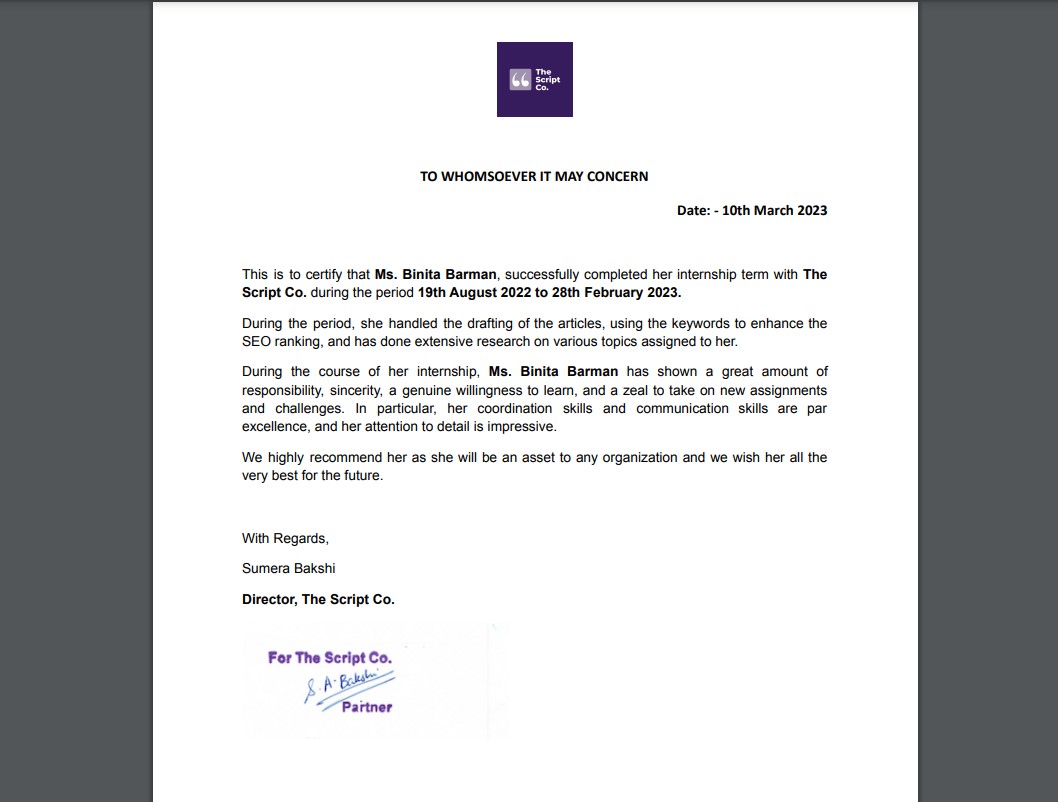 The
Script
Co.
TO WHOMSOEVER IT MAY CONCERN
Date: - 10th March 2023
This is to certify that Ms. Binita Barman, successfully completed her internship term with The
Script Co. during the period 19th August 2022 to 28th February 2023.
During the period, she handled the drafting of the articles, using the keywords to enhance the
SEO ranking, and has done extensive research on various topics assigned to her.
During the course of her internship, Ms. Binita Barman has shown a great amount of
responsibility, sincerity, a genuine willingness to learn, and a zeal to take on new assignments
and challenges. In particular, her coordination skills and communication skills are par
excellence, and her attention to detail is impressive.
We highly recommend her as she will be an asset to any organization and we wish her all the
very best for the future.
With Regards,
Sumera Bakshi
Director, The Script Co.
For The Script Co.
S. A. Bakshi
Partner